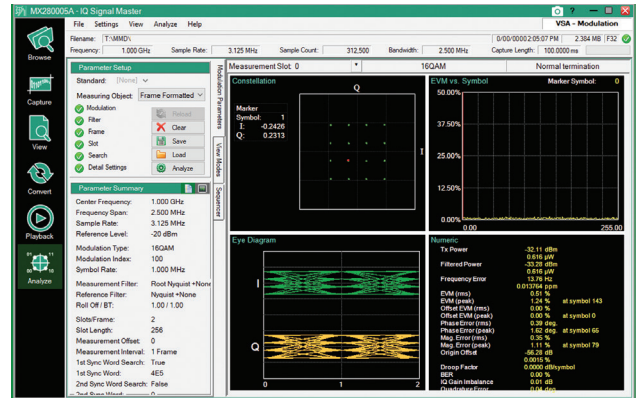 MX280005A - IQ Signal Master
File Settings View Analyze Help
VSA - Modulation
Filename: T:\MMD\
0/00/0000 2:05:07 PM 2.384 MB F32
Frequency: 1.000 GHz Sample Rate: 3.125 MHz Sample Count: 312,500 Bandwidth: 2.500 MHz Capture Length: 100.0000 ms
Browse
Capture
View
Convert
Playback
Analyze
Parameter Setup
Standard: [None]
Measuring Object: Frame Formatted
Modulation
Filter
Frame
Slot
Search
Detail Settings
Reload
Clear
Save
Load
Analyze
Parameter Summary
Center Frequency: 1.000 GHz
Frequency Span: 2.500 MHz
Sample Rate: 3.125 MHz
Reference Level: -20 dBm
Modulation Type: 16QAM
Modulation Index: 100
Symbol Rate: 1.000 MHz
Measurement Filter: Root Nyquist +None
Reference Filter: Nyquist +None
Roll Off / BT: 1.00 / 1.00
Slots/Frame: 2
Slot Length: 256
Measurement Offset: 0
Measurement Interval: 1 Frame
1st Sync Word Search: True
1st Sync Word: 4E5
2nd Sync Word Search: False
2nd Sync Word: 0
Modulation Parameters
View Modes
Sequencer
Measurement Slot: 0 16QAM Normal termination
Constellation
Q
I
Marker
Symbol: 1
I: -0.2426
Q: 0.2313
EVM vs. Symbol Marker Symbol: 0
50.00%
37.50%
25.00%
12.50%
0.00%
0.00 255.00
Eye Diagram
I
Q
0 1 2
Numeric
Tx Power -32.11 dBm
0.616 µW
Filtered Power -33.28 dBm
0.616 µW
Frequency Error 13.76 Hz
0.013764 ppm
EVM (rms) 0.51 %
EVM (peak) 1.24 % at symbol 143
Offset EVM (rms) 0.00 %
Offset EVM (peak) 0.00 % at symbol 0
Phase Error (rms) 0.39 deg.
Phase Error (peak) 1.62 deg. at symbol 65
Mag. Error (rms) 0.35 %
Mag. Error (peak) 1.11 % at symbol 79
Origin Offset -56.28 dB
0.0015 %
Droop Factor 0.0000 dB/symbol
BER 0.00 %
IQ Gain Imbalance 0.01 dB
Quadrature Error 0.04 deg.